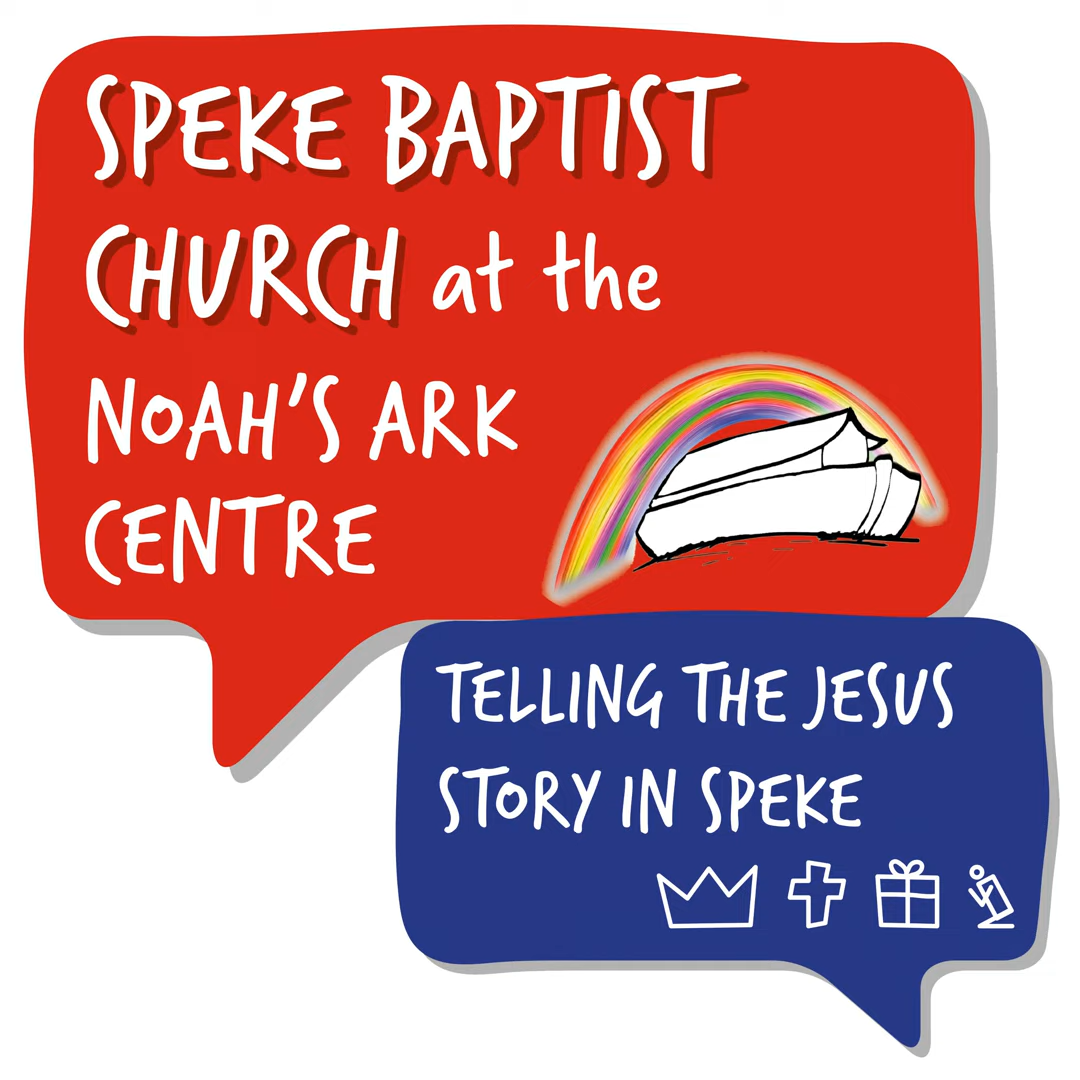 SPEKE BAPTIST
CHURCH at the
NOAH'S ARK
CENTRE
TELLING THE JESUS
STORY IN SPEKE